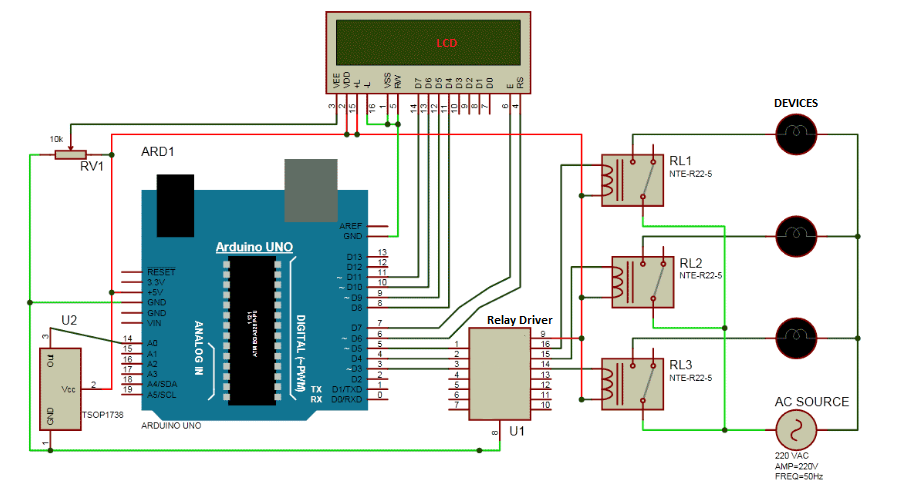 LCD
VEE
VDD
+L
-L
VSS
RW
D7
D6
D5
D4
D3
D2
D1
D0
E
RS
3
2
15
16
1
5
14
13
12
11
10
9
8
7
6
4
DEVICES
10k
RV1
ARD1
RL1
NTE-R22-5
Arduino UNO
AREF
GND
RESET
3.3V
+5V
GND
GND
VIN
D13 13
D12 12
~ D11 11
~ D10 10
~ D9 9
D8 8
RL2
NTE-R22-5
U2
ANALOG IN
DIGITAL (~PWM)
1121
D7 7
~ D6 6
~ D5 5
D4 4
~ D3 3
D2 2
TX D1/TXD 1
RX D0/RXD 0
14 A0
15 A1
16 A2
17 A3
18 A4/SDA
19 A5/SCL
ARDUINO UNO
3
Out
Vcc
2
GND
1
TSOP1738
Relay Driver
1
2
3
4
5
6
7
9
16
15
14
13
12
11
10
8
U1
RL3
NTE-R22-5
AC SOURCE
220 VAC
AMP=220V
FREQ=50Hz